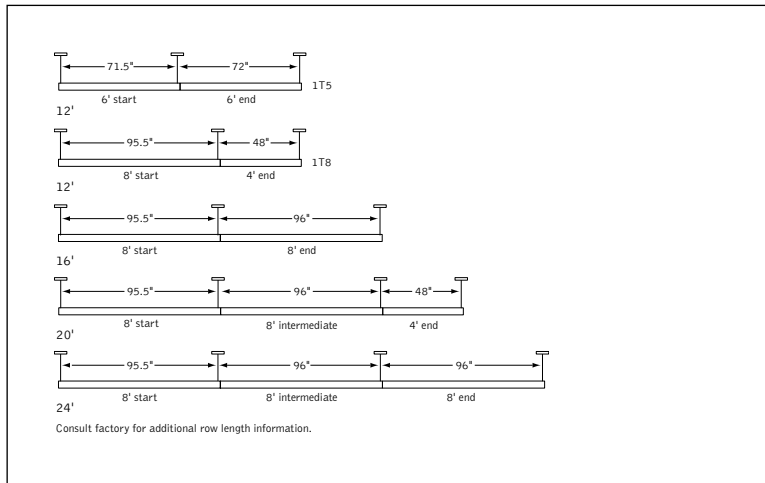 71.5" 72"
1T5
6' start 6' end
12'
95.5" 48"
1T8
8' start 4' end
12'
95.5" 96"
8' start 8' end
16'
95.5" 96" 48"
8' start 8' intermediate 4' end
20'
95.5" 96" 96"
8' start 8' intermediate 8' end
24'
Consult factory for additional row length information.